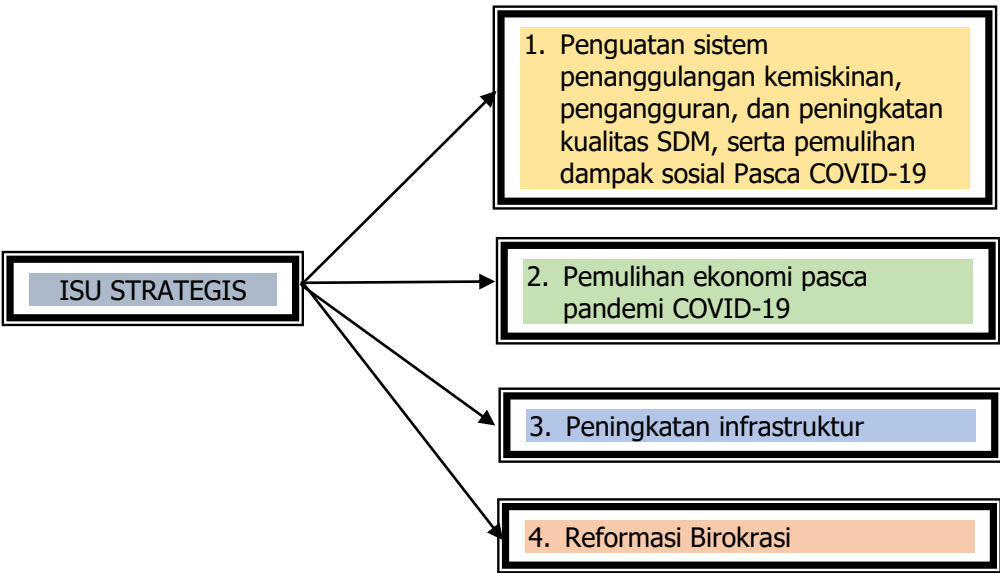 1. Penguatan sistem
penanggulangan kemiskinan,
pengangguran, dan peningkatan
kualitas SDM, serta pemulihan
dampak sosial Pasca COVID-19
ISU STRATEGIS
2. Pemulihan ekonomi pasca
pandemi COVID-19
3. Peningkatan infrastruktur
4. Reformasi Birokrasi